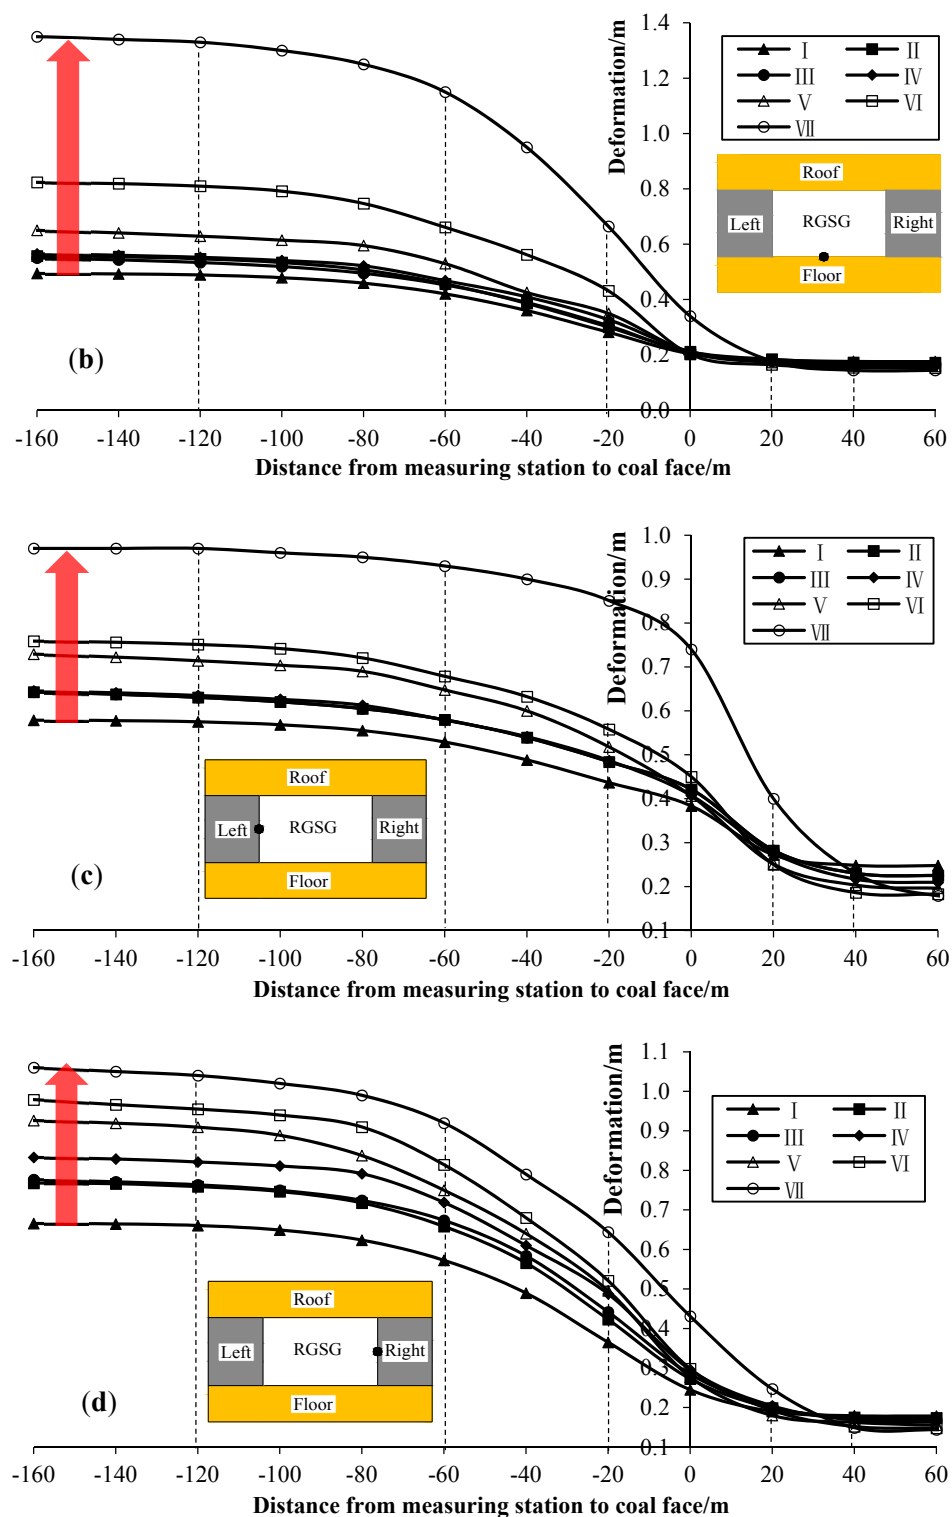 1.4
1.2
1.0
0.8
0.6
0.4
0.2
0.0
Deformation/m
I II
III IV
V VI
VII
Roof
Left RGSG Right
Floor
(b)
-160 -140 -120 -100 -80 -60 -40 -20 0 20 40 60
Distance from measuring station to coal face/m
1.0
0.9
0.8
0.7
0.6
0.5
0.4
0.3
0.2
0.1
Deformation/m
I II
III IV
V VI
VII
Roof
Left RGSG Right
Floor
(c)
-160 -140 -120 -100 -80 -60 -40 -20 0 20 40 60
Distance from measuring station to coal face/m
1.1
1.0
0.9
0.8
0.7
0.6
0.5
0.4
0.3
0.2
0.1
Deformation/m
I II
III IV
V VI
VII
Roof
Left RGSG Right
Floor
(d)
-160 -140 -120 -100 -80 -60 -40 -20 0 20 40 60
Distance from measuring station to coal face/m